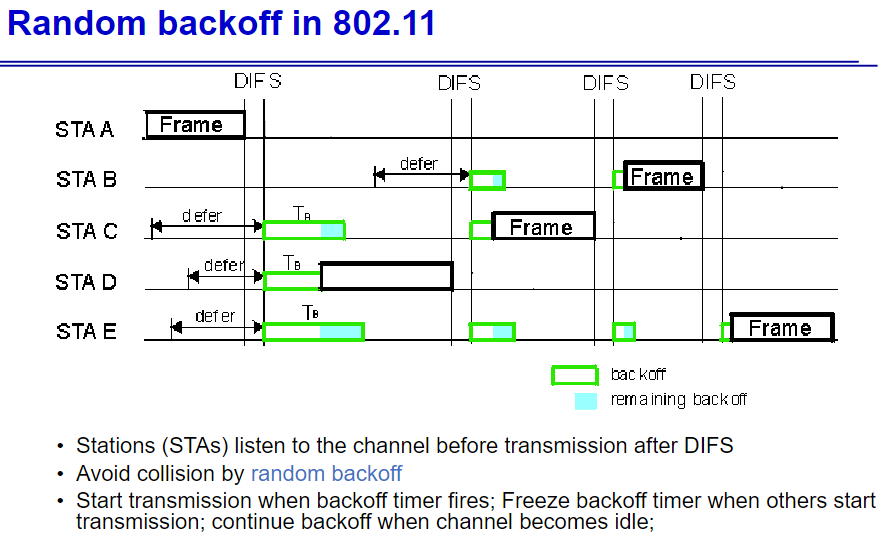 Random backoff in 802.11
DIFS DIFS DIFS DIFS
STA A Frame
STA B defer Frame
STA C defer TB Frame
STA D defer TB
STA E defer TB Frame
backoff
remaining backoff
• Stations (STAs) listen to the channel before transmission after DIFS
• Avoid collision by random backoff
• Start transmission when backoff timer fires; Freeze backoff timer when others start
transmission; continue backoff when channel becomes idle;